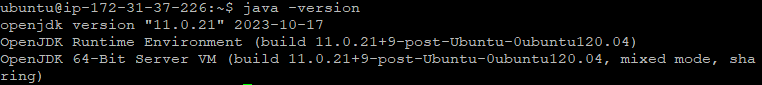 ubuntu@ip-172-31-37-226:~$ java -version
openjdk version "11.0.21" 2023-10-17
OpenJDK Runtime Environment (build 11.0.21+9-post-Ubuntu-0ubuntu120.04)
OpenJDK 64-Bit Server VM (build 11.0.21+9-post-Ubuntu-0ubuntu120.04, mixed mode, sha
ring)